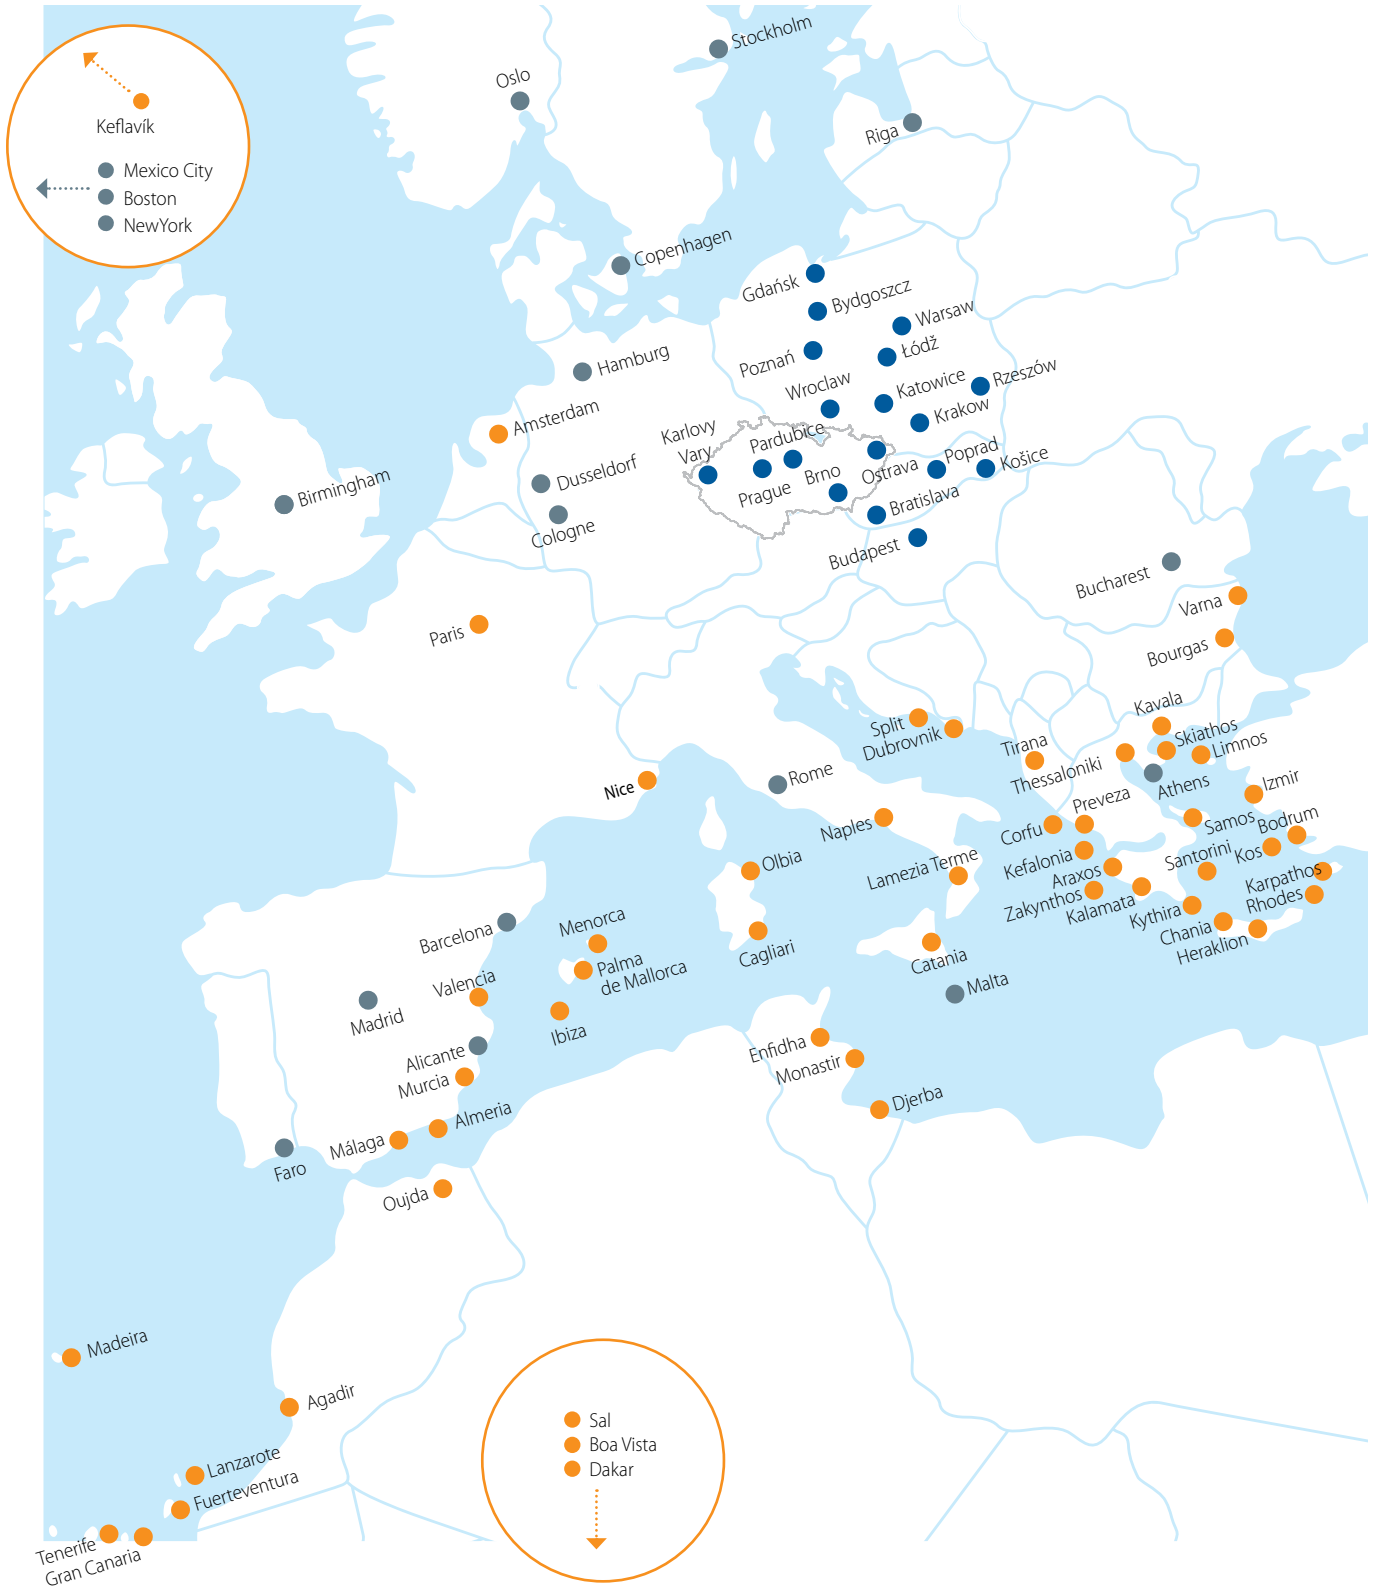 Stockholm
Oslo
Keflavík
Riga
Mexico City
Boston
NewYork
Copenhagen
Gdańsk
Bydgoszcz
Warsaw
Łódž
Poznań
Hamburg
Wroclaw
Katowice
Rzeszów
Krakow
Amsterdam
Karlovy
Vary
Pardubice
Prague
Brno
Ostrava
Poprad
Košice
Dusseldorf
Birmingham
Cologne
Bratislava
Budapest
Bucharest
Varna
Paris
Bourgas
Kavala
Split
Dubrovnik
Skiathos
Limnos
Tirana
Thessaloniki
Nice
Rome
Athens
Izmir
Preveza
Naples
Corfu
Samos
Bodrum
Olbia
Lamezia Terme
Kefalonia
Araxos
Santorini
Kos
Karpathos
Zakynthos
Kalamata
Rhodes
Kythira
Chania
Heraklion
Barcelona
Menorca
Cagliari
Catania
Valencia
Palma
de Mallorca
Malta
Madrid
Ibiza
Alicante
Murcia
Enfidha
Monastir
Djerba
Almeria
Málaga
Faro
Oujda
Madeira
Agadir
Sal
Boa Vista
Dakar
Lanzarote
Fuerteventura
Tenerife
Gran Canaria